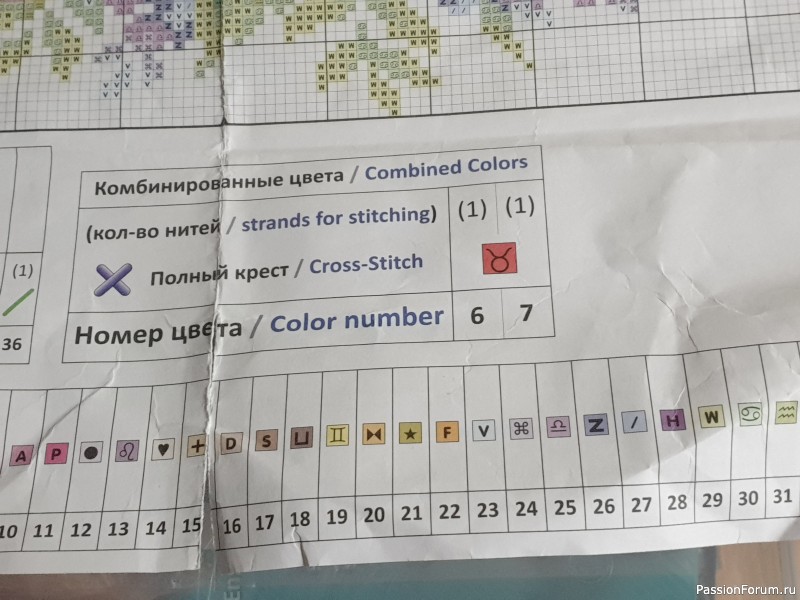 Комбинированные цвета / Combined Colors
(кол-во нитей / strands for stitching) (1) (1)
(1)
Полный крест / Cross-Stitch
36
Номер цвета / Color number 6 7
A P D S F V Z / H W
10 11 12 13 14 15 16 17 18 19 20 21 22 23 24 25 26 27 28 29 30 31
PassionForum.ru